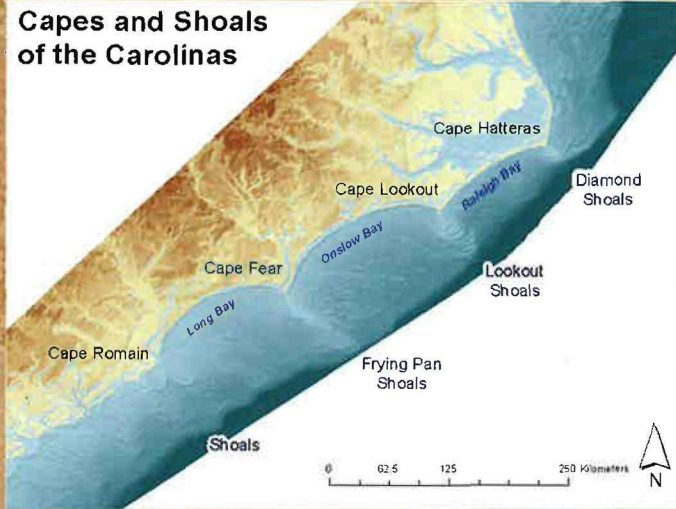 Capes and Shoals
of the Carolinas
Cape Hatteras
Diamond
Shoals
Cape Lookout
Raleigh Bay
Onslow Bay
Lookout
Shoals
Cape Fear
Long Bay
Cape Romain
Frying Pan
Shoals
Shoals
0 62.5 125 250 Kilometers
N